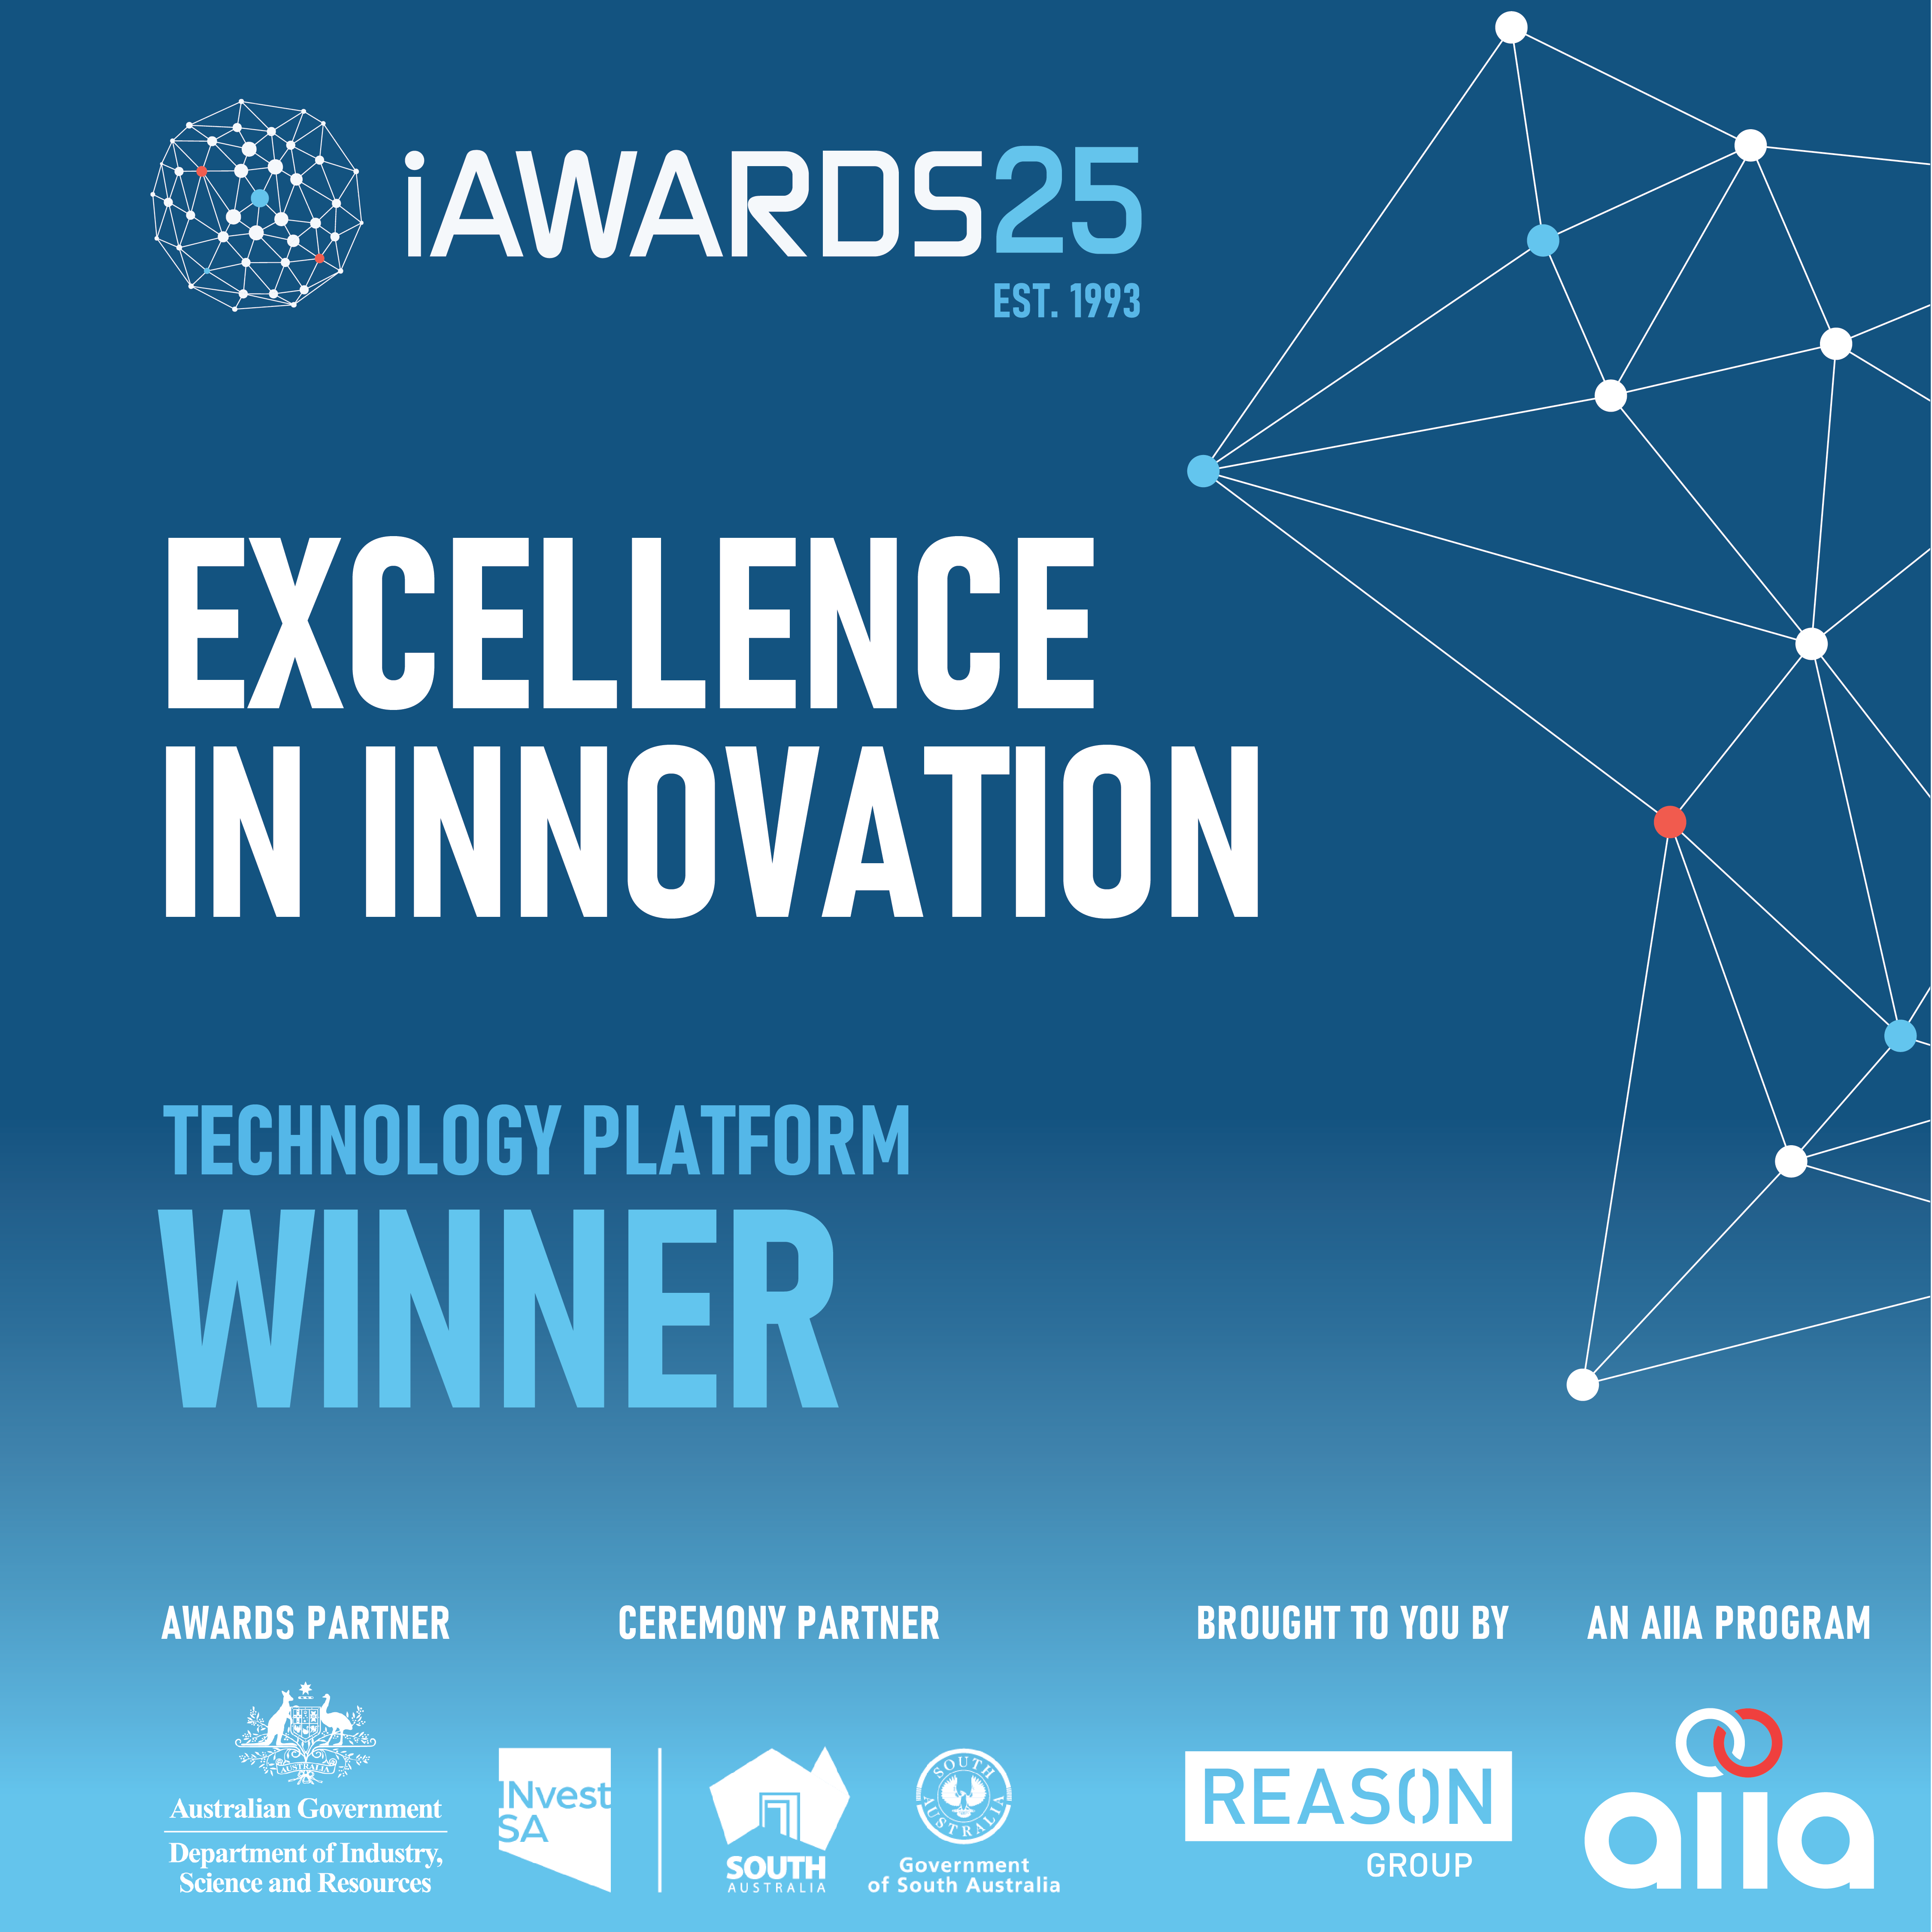 iAWARDS25
EST. 1993
EXCELLENCE
IN INNOVATION
TECHNOLOGY PLATFORM
WINNER
AWARDS PARTNER
CEREMONY PARTNER
BROUGHT TO YOU BY
AN AIIA PROGRAM
AUSTRALIA
Australian Government
Department of Industry,
Science and Resources
INvest
SA
SOUTH
AUSTRALIA
SOUTH
AUSTRALIA
Government
of South Australia
REASON
GROUP
aiia